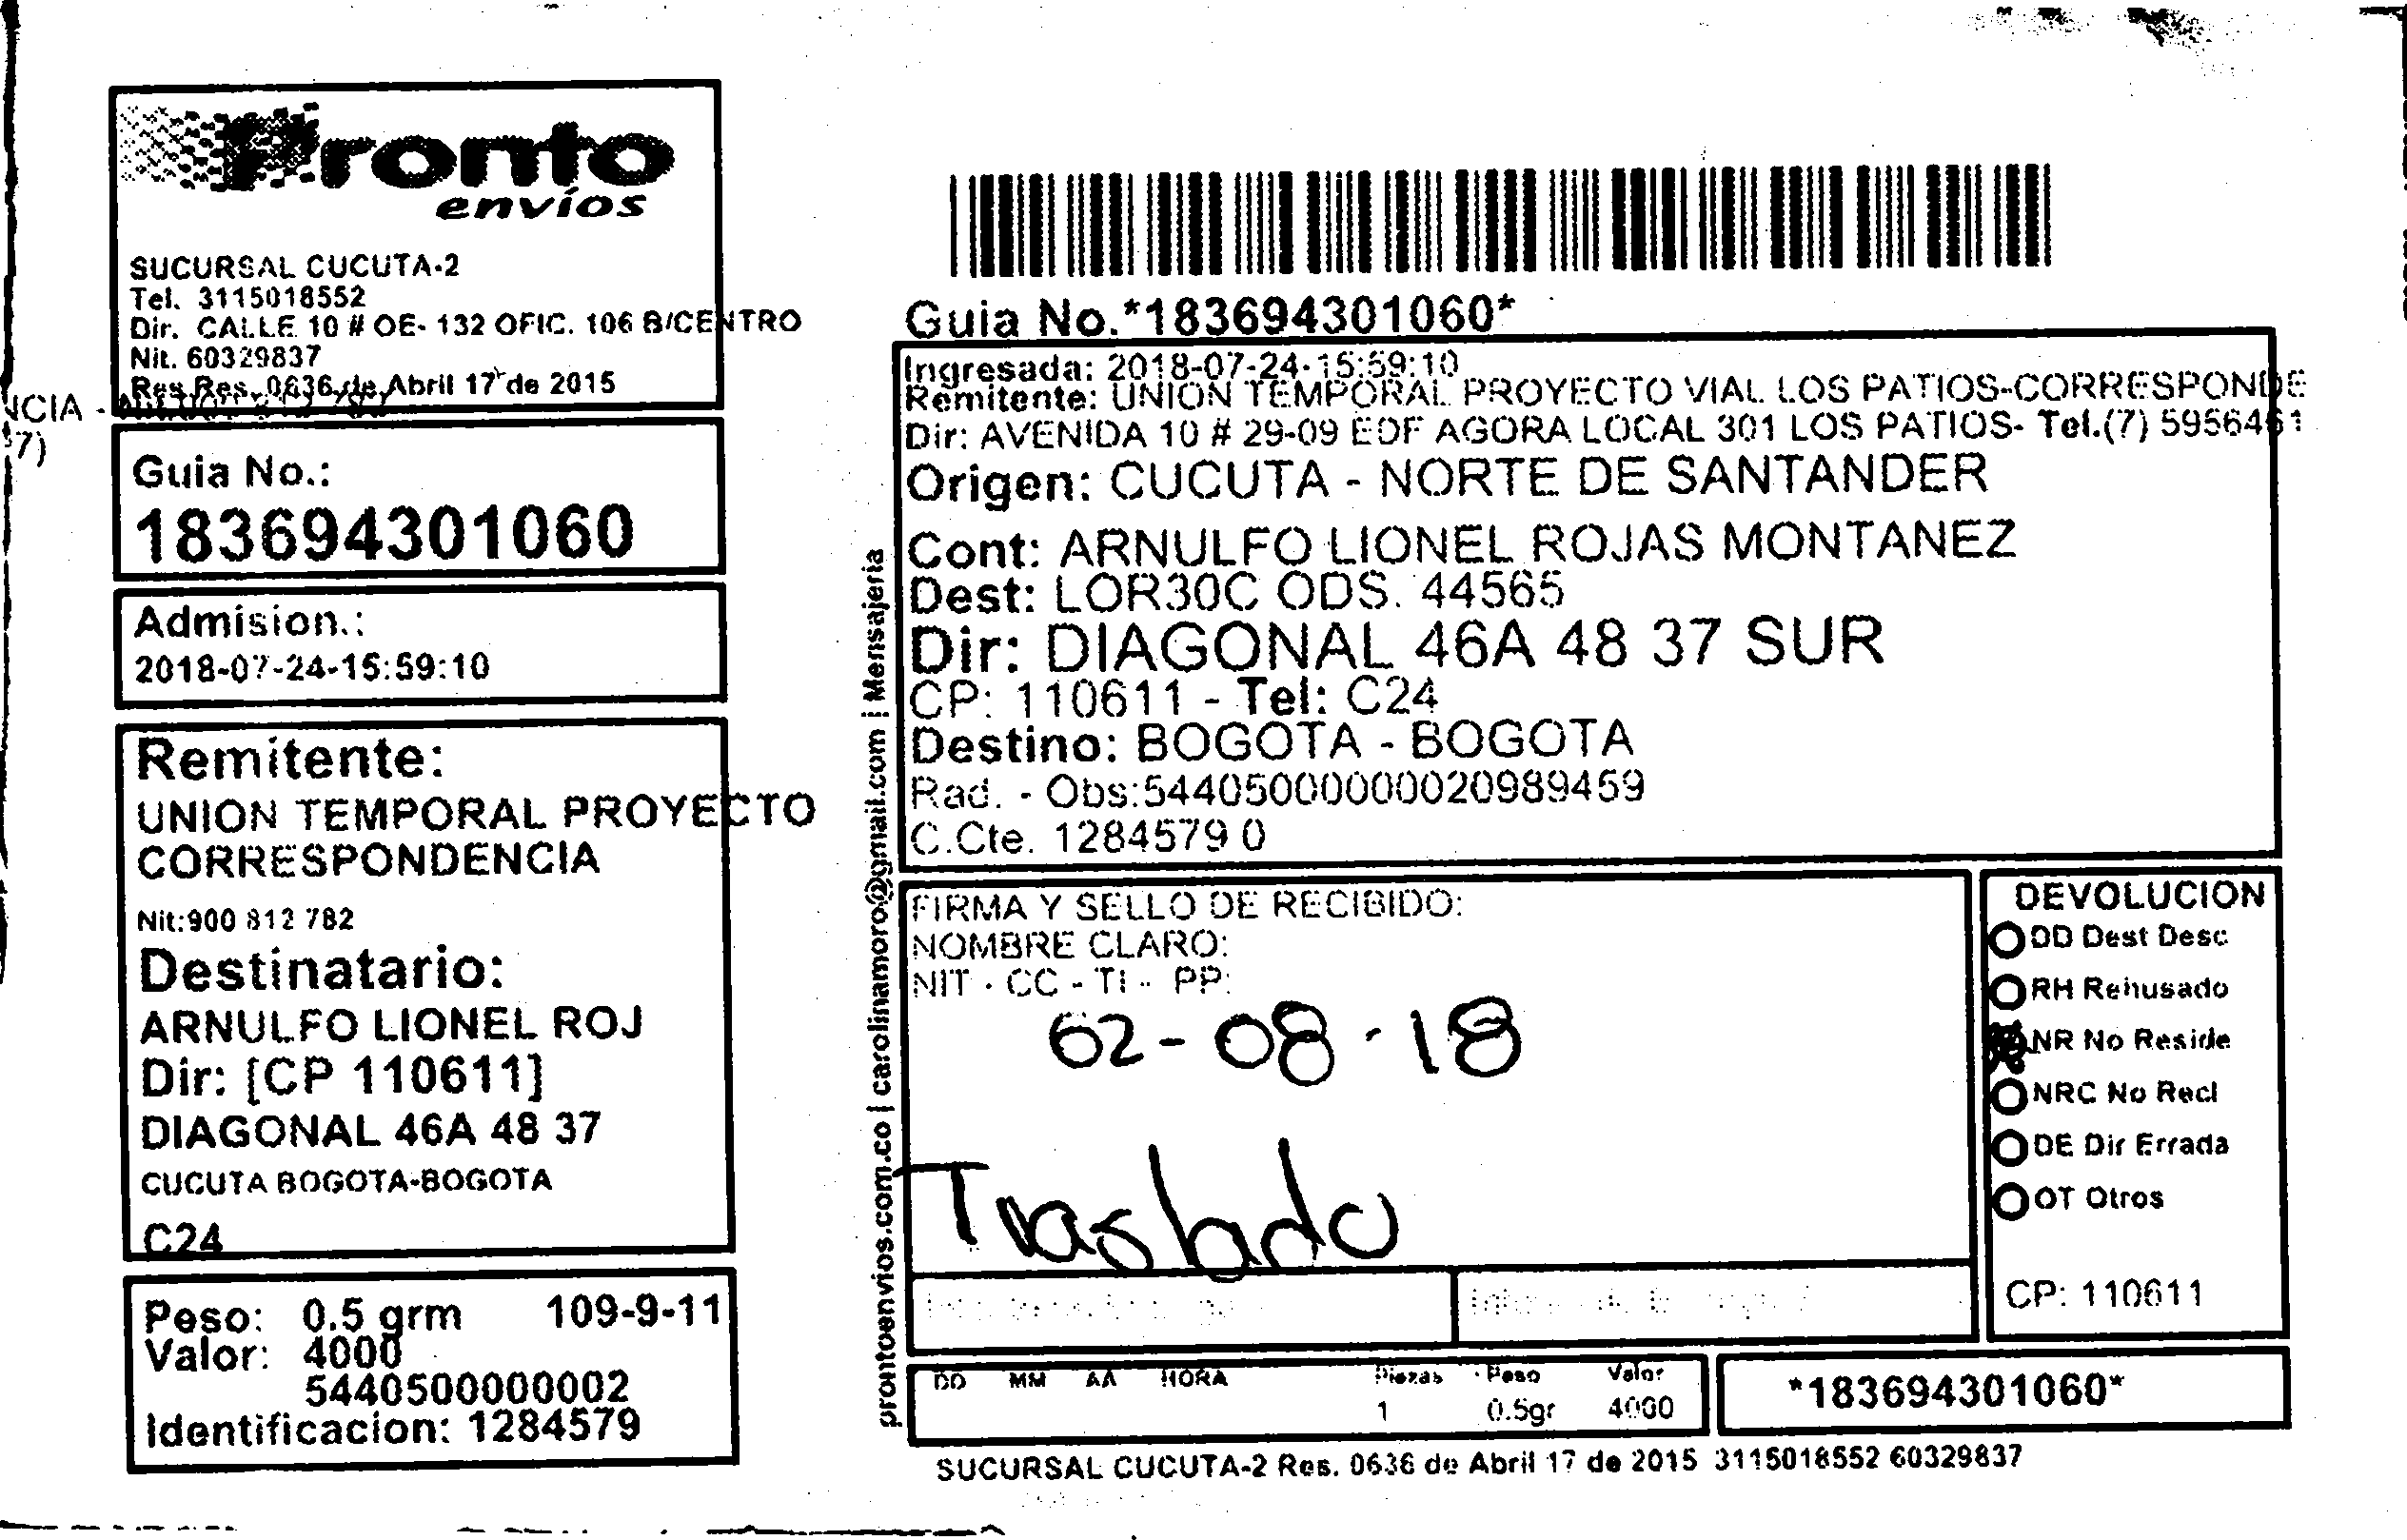 Pronto
envíos
SUCURSAL CUCUTA-2
Tel. 3115018552
Dir. CALLE 10 # OE- 132 OFIC. 106 B/CENTRO
Nit. 60329837
Res Res. 0636 de Abril 17 de 2015
NCIA -
7)
Guia No.:
183694301060
Admision.:
2018-07-24-15:59:10
Remitente:
UNION TEMPORAL PROYECTO
CORRESPONDENCIA
Nit:900 812 782
Destinatario:
ARNULFO LIONEL ROJ
Dir: [CP 110611]
DIAGONAL 46A 48 37
CUCUTA BOGOTA-BOGOTA
C24
Peso: 0.5 grm 109-9-11
Valor: 4000
5440500000002
Identificacion: 1284579
prontoenvios.com.co | carolinamoro@gmail.com | Mensajeria
Guia No.*183694301060*
Ingresada: 2018-07-24-15:59:10
Remitente: UNION TEMPORAL PROYECTO VIAL LOS PATIOS-CORRESPONDE
Dir: AVENIDA 10 # 29-09 EDF AGORA LOCAL 301 LOS PATIOS- Tel.(7) 5956461
Origen: CUCUTA - NORTE DE SANTANDER
Cont: ARNULFO LIONEL ROJAS MONTANEZ
Dest: LOR30C ODS. 44565
Dir: DIAGONAL 46A 48 37 SUR
CP: 110611 - Tel: C24
Destino: BOGOTA - BOGOTA
Rad. - Obs:544050000000020989459
C.Cte. 1284579 0
FIRMA Y SELLO DE RECIBIDO:
NOMBRE CLARO:
NIT - CC - TI - PP:
02-08-18
Traslado
DEVOLUCION
DD Dest Desc
RH Rehusado
NR No Reside
NRC No Recl
DE Dir Errada
OT Otros
CP: 110611
DD MM AA HORA Piezas Peso Valor
1 0.5gr 4000
*183694301060*
SUCURSAL CUCUTA-2 Res. 0636 de Abril 17 de 2015 3115018552 60329837